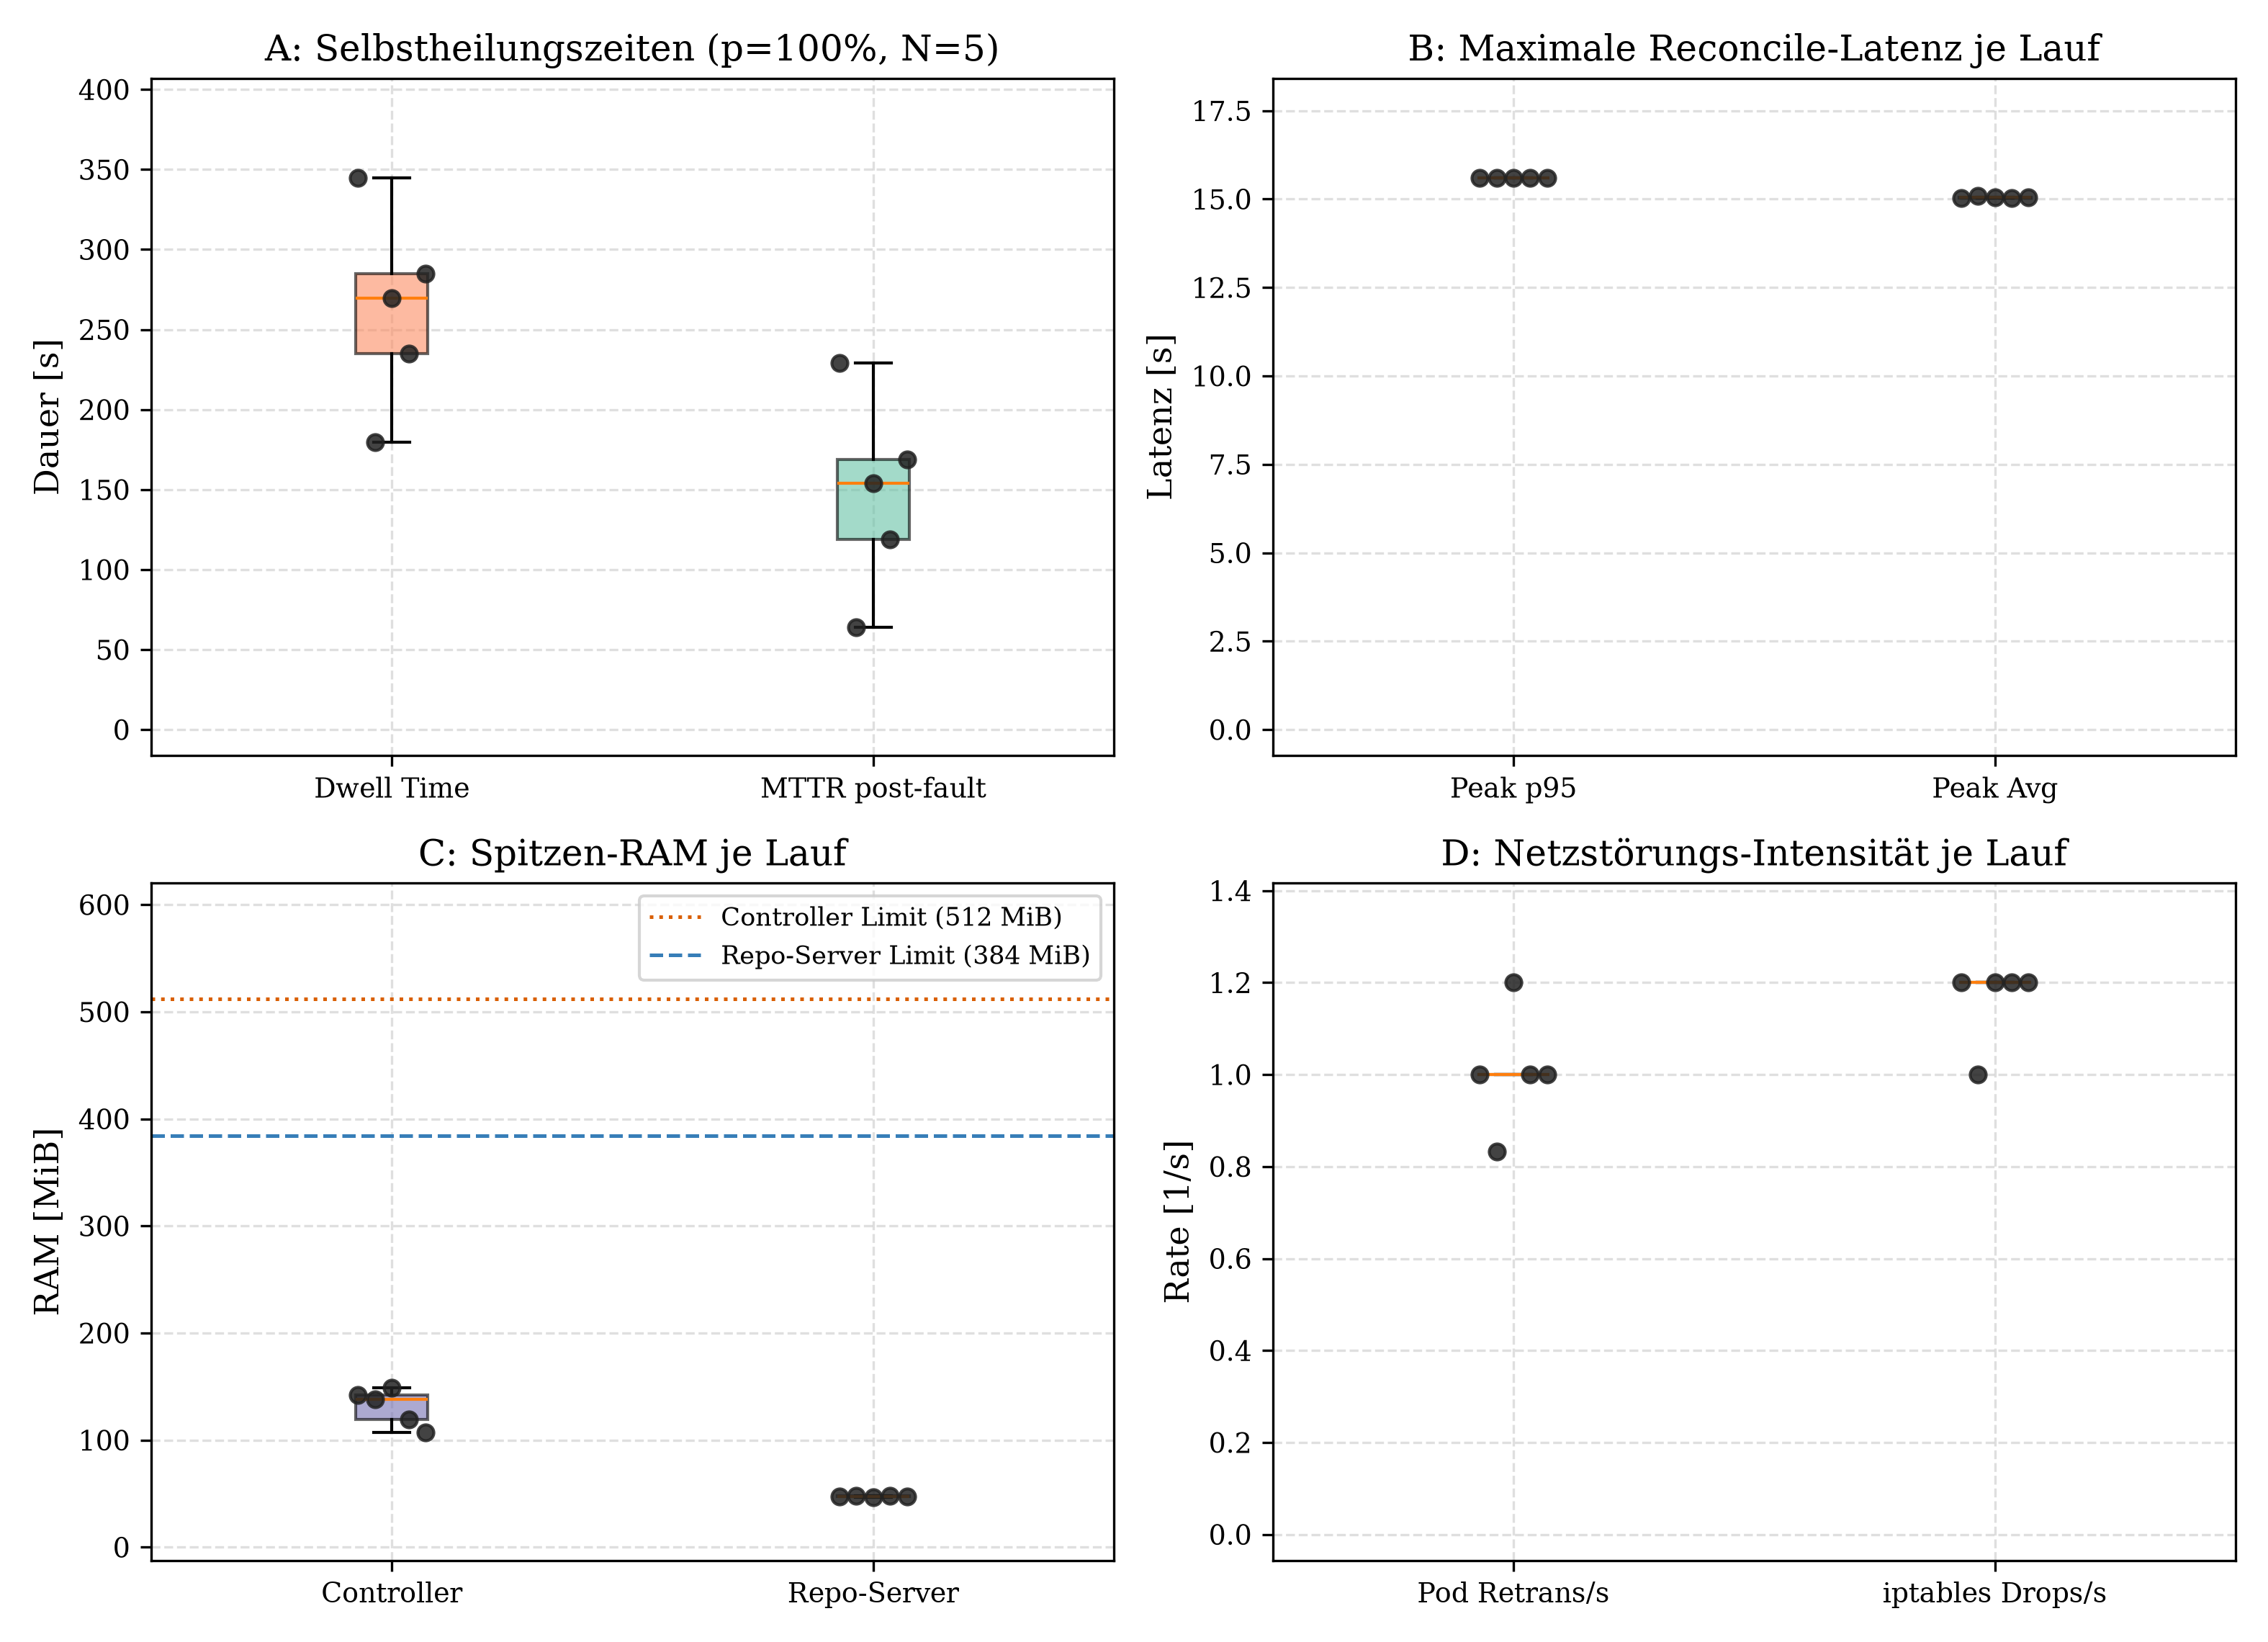 A: Selbstheilungszeiten (p=100%, N=5)
400
350
300
250
200
150
100
50
0
Dauer [s]
Dwell Time
MTTR post-fault
B: Maximale Reconcile-Latenz je Lauf
17.5
15.0
12.5
10.0
7.5
5.0
2.5
0.0
Latenz [s]
Peak p95
Peak Avg
C: Spitzen-RAM je Lauf
600
500
400
300
200
100
0
RAM [MiB]
Controller Limit (512 MiB)
Repo-Server Limit (384 MiB)
Controller
Repo-Server
D: Netzstörungs-Intensität je Lauf
1.4
1.2
1.0
0.8
0.6
0.4
0.2
0.0
Rate [1/s]
Pod Retrans/s
iptables Drops/s